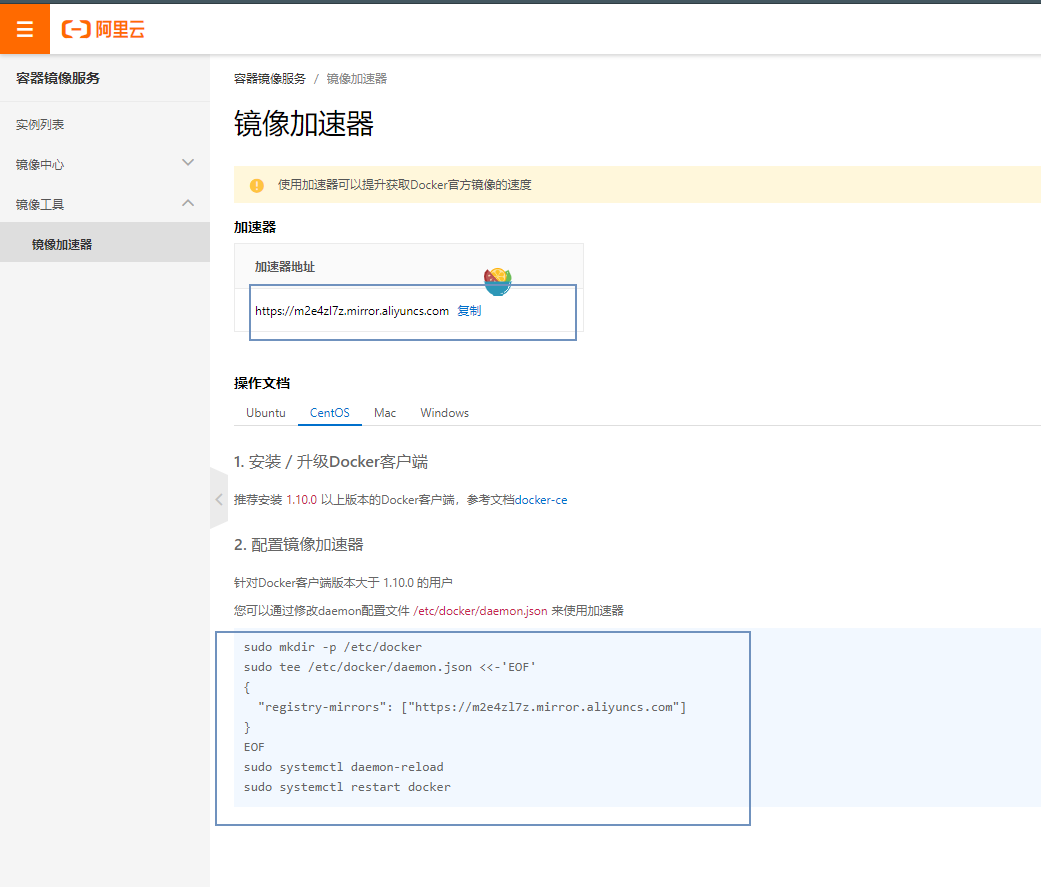 阿里云
容器镜像服务
实例列表
镜像中心
镜像工具
镜像加速器
容器镜像服务 / 镜像加速器
镜像加速器
使用加速器可以提升获取Docker官方镜像的速度
加速器
加速器地址
https://m2e4zl7z.mirror.aliyuncs.com 复制
操作文档
Ubuntu CentOS Mac Windows
1. 安装 / 升级Docker客户端
推荐安装 1.10.0 以上版本的Docker客户端，参考文档docker-ce
2. 配置镜像加速器
针对Docker客户端版本大于 1.10.0 的用户
您可以通过修改daemon配置文件 /etc/docker/daemon.json 来使用加速器
sudo mkdir -p /etc/docker
sudo tee /etc/docker/daemon.json <<-'EOF'
{
  "registry-mirrors": ["https://m2e4zl7z.mirror.aliyuncs.com"]
}
EOF
sudo systemctl daemon-reload
sudo systemctl restart docker